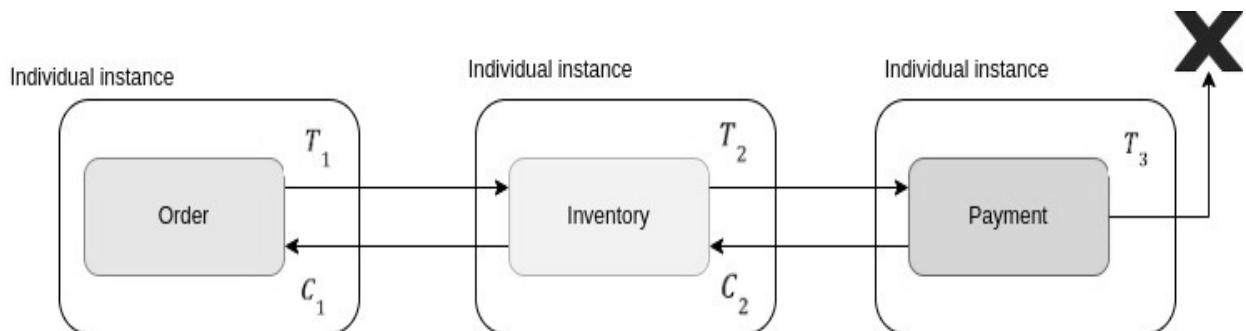 Individual instance
Individual instance
Individual instance
T₁
T₂
T₃
Order
Inventory
Payment
C₁
C₂